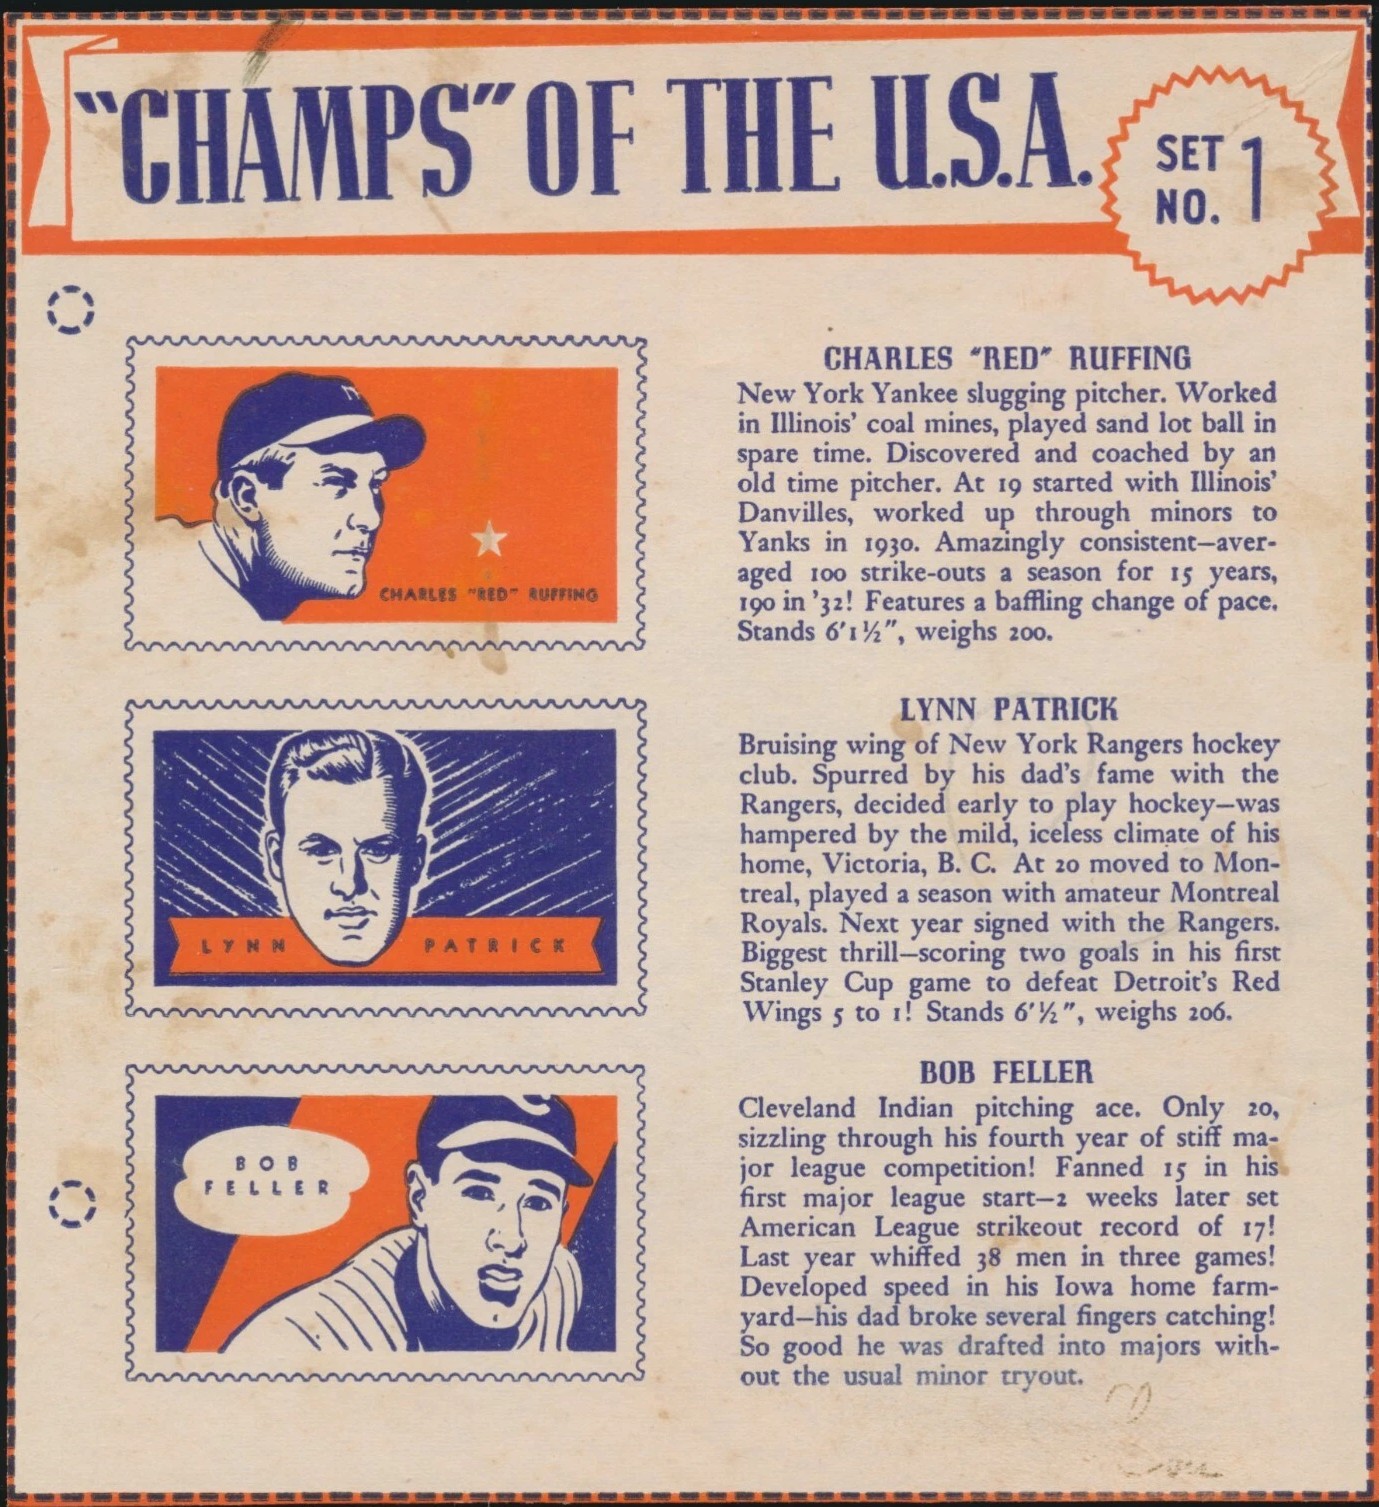 "CHAMPS" OF THE U.S.A.
SET
NO. 1
CHARLES "RED" RUFFING
CHARLES "RED" RUFFING
New York Yankee slugging pitcher. Worked
in Illinois' coal mines, played sand lot ball in
spare time. Discovered and coached by an
old time pitcher. At 19 started with Illinois'
Danvilles, worked up through minors to
Yanks in 1930. Amazingly consistent—aver-
aged 100 strike-outs a season for 15 years,
190 in '32! Features a baffling change of pace.
Stands 6'1½", weighs 200.
LYNN PATRICK
LYNN PATRICK
Bruising wing of New York Rangers hockey
club. Spurred by his dad's fame with the
Rangers, decided early to play hockey—was
hampered by the mild, iceless climate of his
home, Victoria, B. C. At 20 moved to Mon-
treal, played a season with amateur Montreal
Royals. Next year signed with the Rangers.
Biggest thrill—scoring two goals in his first
Stanley Cup game to defeat Detroit's Red
Wings 5 to 1! Stands 6'½", weighs 206.
BOB
FELLER
C
BOB FELLER
Cleveland Indian pitching ace. Only 20,
sizzling through his fourth year of stiff ma-
jor league competition! Fanned 15 in his
first major league start—2 weeks later set
American League strikeout record of 17!
Last year whiffed 38 men in three games!
Developed speed in his Iowa home farm-
yard—his dad broke several fingers catching!
So good he was drafted into majors with-
out the usual minor tryout.